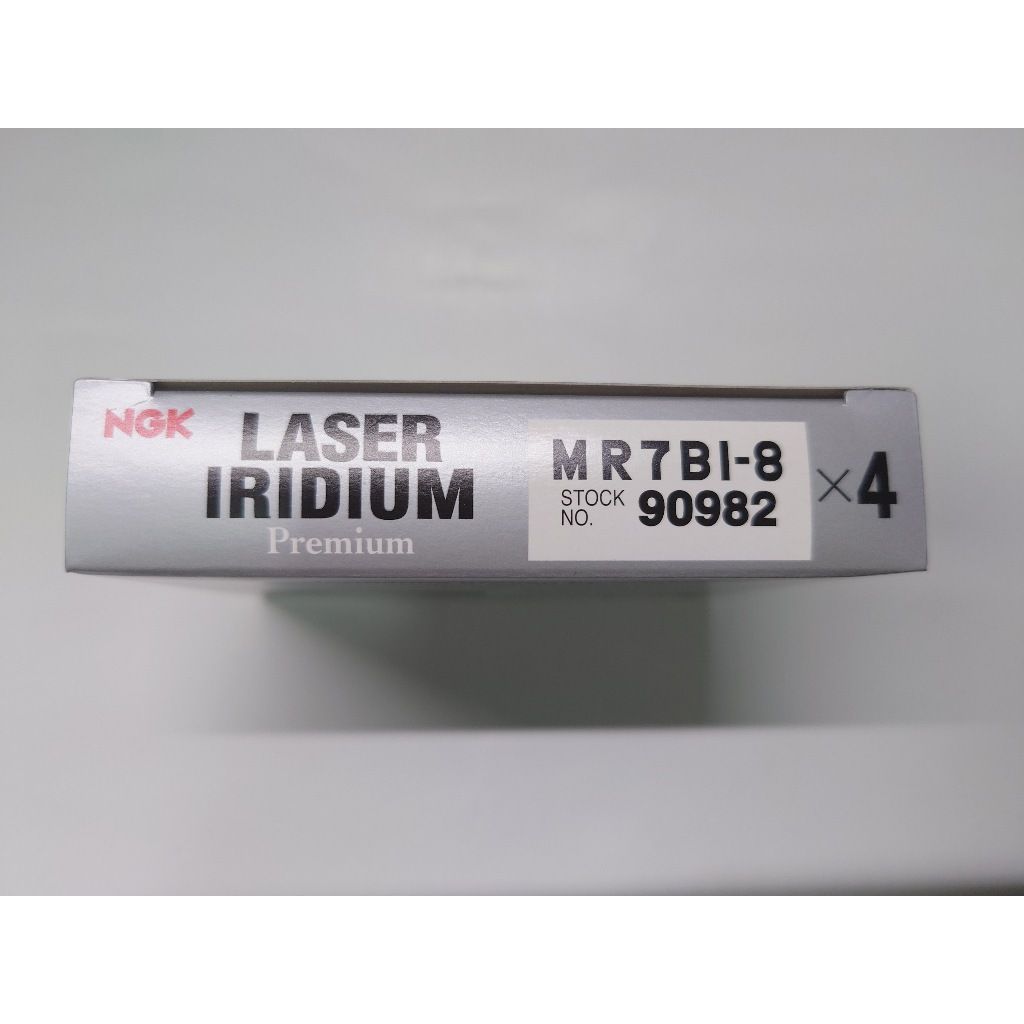 NGK
LASER
IRIDIUM
Premium
MR7BI-8
STOCK
NO. 90982
×4